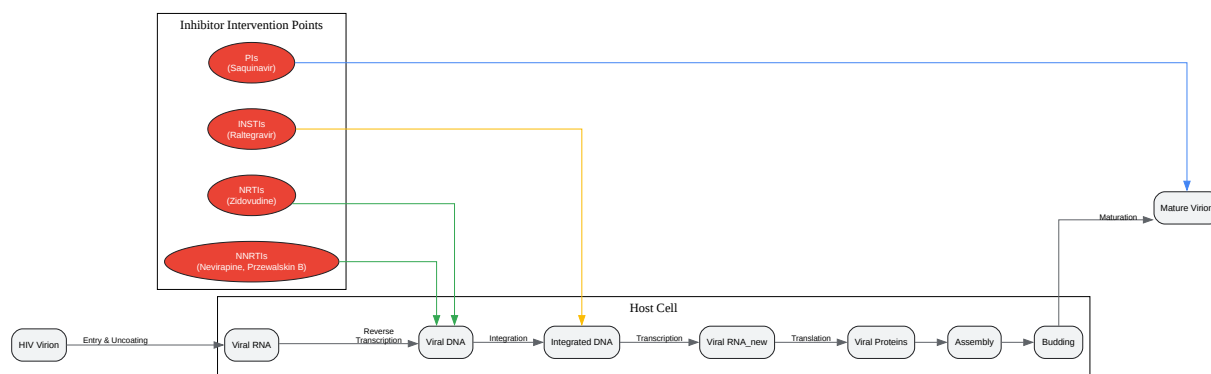 Inhibitor Intervention Points
PIs
(Saquinavir)
INSTIs
(Raltegravir)
NRTIs
(Zidovudine)
NNRTIs
(Nevirapine, Przewalskin B)
Mature Virion
Maturation
Host Cell
HIV Virion
Entry & Uncoating
Viral RNA
Reverse
Transcription
Viral DNA
Integration
Integrated DNA
Transcription
Viral RNA_new
Translation
Viral Proteins
Assembly
Budding